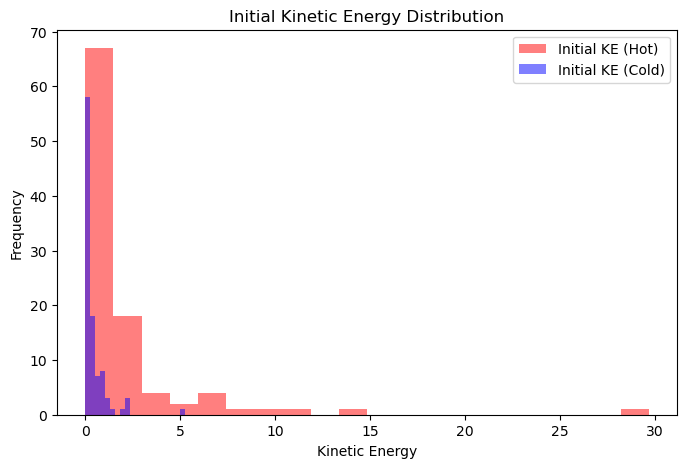 Initial Kinetic Energy Distribution
Initial KE (Hot)
Initial KE (Cold)
Frequency
70
60
50
40
30
20
10
0
0 5 10 15 20 25 30
Kinetic Energy